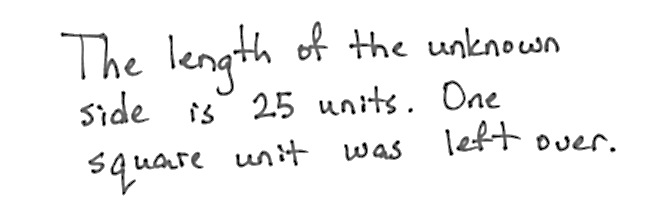 The length of the unknown
side is 25 units. One
square unit was left over.